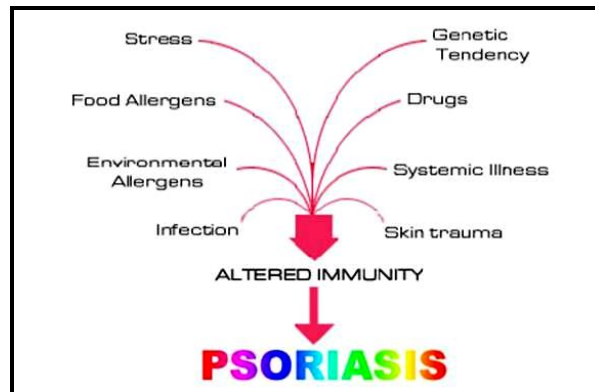 Stress
Genetic
Tendency
Food Allergens
Drugs
Environmental
Allergens
Systemic Illness
Infection
Skin trauma
ALTERED IMMUNITY
PSORIASIS